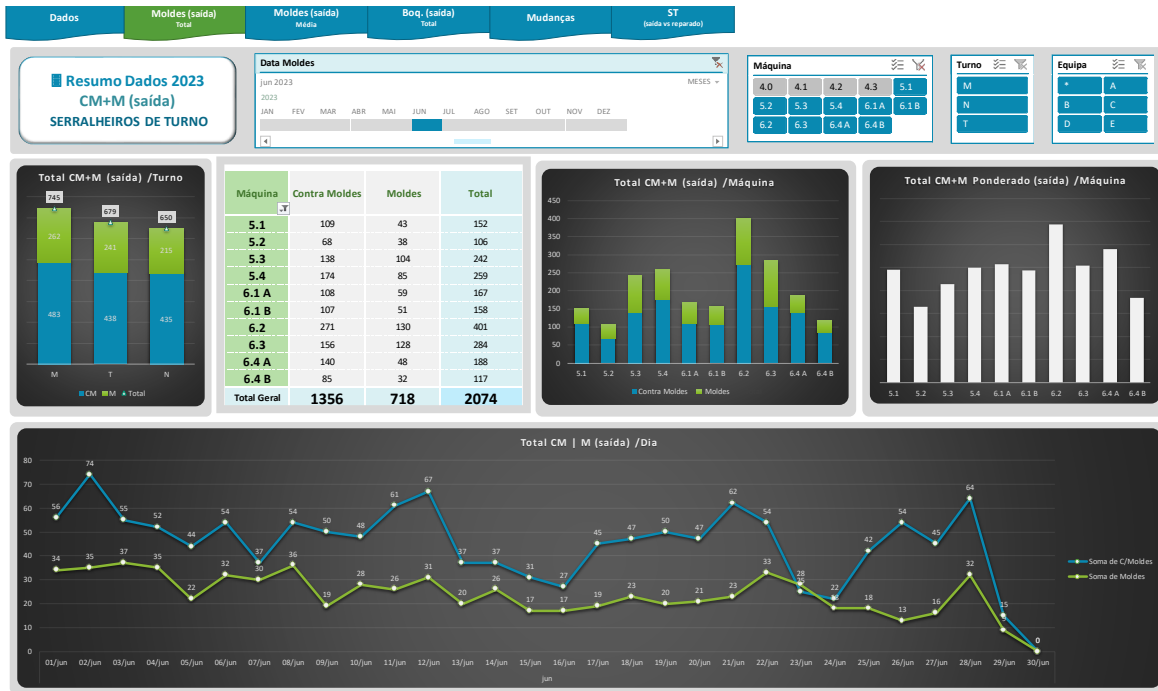 Dados
Moldes (saída)
Total
Moldes (saída)
Média
Boq. (saída)
Total
Mudanças
ST
(saída vs reparado)
Resumo Dados 2023
CM+M (saída)
SERRALHEIROS DE TURNO
Data Moldes
jun 2023
MESES
2023
JAN FEV MAR ABR MAI JUN JUL AGO SET OUT NOV DEZ
Máquina
4.0 4.1 4.2 4.3 5.1
5.2 5.3 5.4 6.1 A 6.1 B
6.2 6.3 6.4 A 6.4 B
Turno
M
N
T
Equipa
* A
B C
D E
Total CM+M (saída) /Turno
745
679
650
262
241
215
483
438
435
M T N
CM M Total
Máquina Contra Moldes Moldes Total
5.1 109 43 152
5.2 68 38 106
5.3 138 104 242
5.4 174 85 259
6.1 A 108 59 167
6.1 B 107 51 158
6.2 271 130 401
6.3 156 128 284
6.4 A 140 48 188
6.4 B 85 32 117
Total Geral 1356 718 2074
Total CM+M (saída) /Máquina
450
400
350
300
250
200
150
100
50
0
5.1 5.2 5.3 5.4 6.1 A 6.1 B 6.2 6.3 6.4 A 6.4 B
Contra Moldes Moldes
Total CM+M Ponderado (saída) /Máquina
5.1 5.2 5.3 5.4 6.1 A 6.1 B 6.2 6.3 6.4 A 6.4 B
Total CM | M (saída) /Dia
80
70
60
50
40
30
20
10
0
56 74 55 52 44 54 37 54 50 48 61 67 37 37 31 27 45 47 50 47 62 54 22 42 54 45 64 15 0
34 35 37 35 22 32 30 36 19 28 26 31 20 26 17 17 19 23 20 21 23 33 28 18 13 16 32 9
01/jun 02/jun 03/jun 04/jun 05/jun 06/jun 07/jun 08/jun 09/jun 10/jun 11/jun 12/jun 13/jun 14/jun 15/jun 16/jun 17/jun 18/jun 19/jun 20/jun 21/jun 22/jun 23/jun 24/jun 25/jun 26/jun 27/jun 28/jun 29/jun 30/jun
jun
Soma de C/Moldes
Soma de Moldes